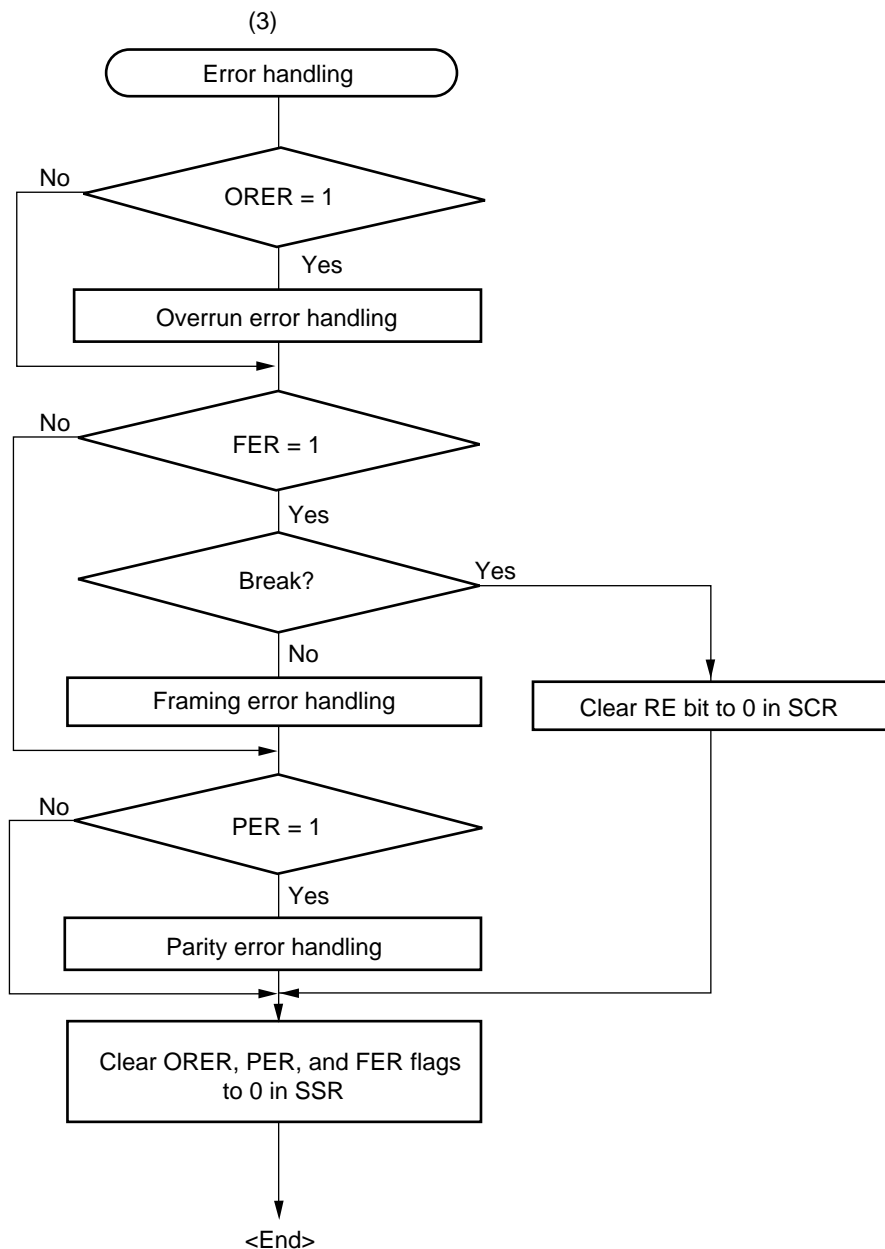 (3)
Error handling
No
ORER = 1
Yes
Overrun error handling
No
FER = 1
Yes
Break?
Yes
No
Framing error handling
Clear RE bit to 0 in SCR
No
PER = 1
Yes
Parity error handling
Clear ORER, PER, and FER flags
to 0 in SSR
<End>